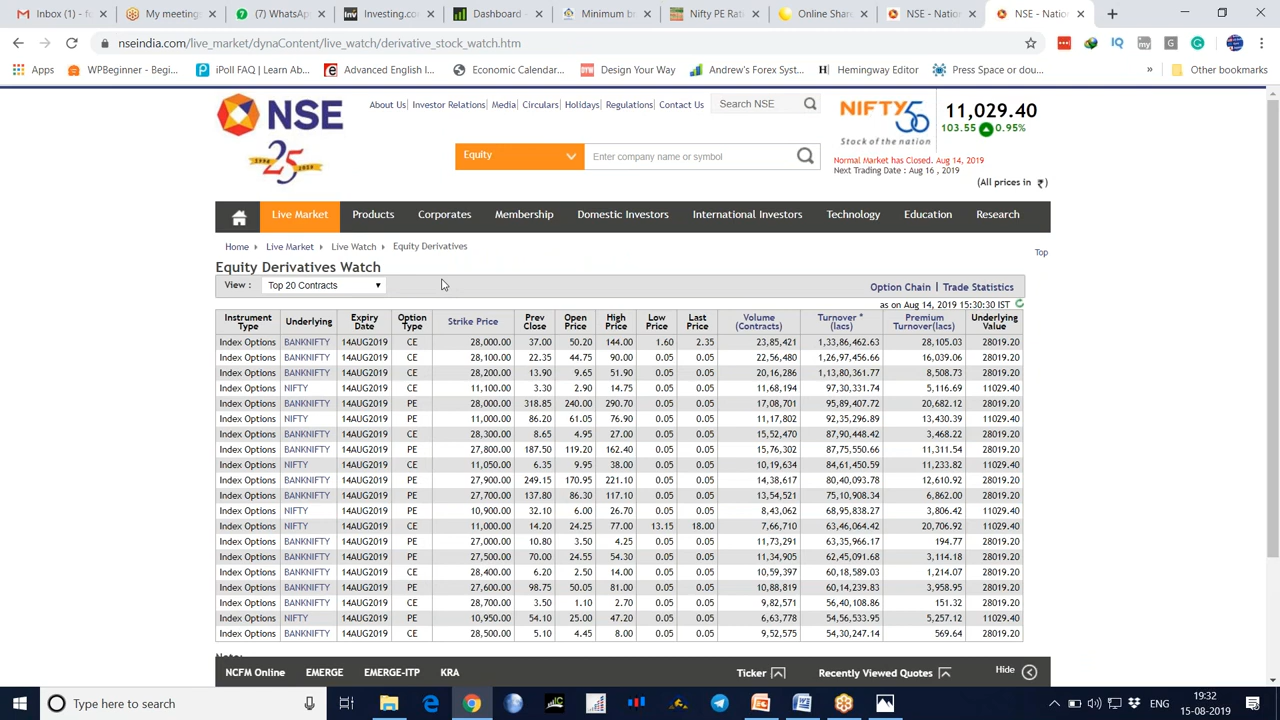 Inbox (1) - f
My meetings
(7) WhatsApp
Investing.co
Dashboard -
Minimum br
Nifty PE Rate
Online Share
NSE - Nation
NSE - Nation
nseindia.com/live_market/dynaContent/live_watch/derivative_stock_watch.htm
Apps
WPBeginner - Begi...
iPoll FAQ | Learn Ab...
Advanced English I...
Economic Calendar...
Design Your Way
Andrew's Forex Syst...
Hemingway Editor
Press Space or dou...
»
Other bookmarks
NSE
25
About Us| Investor Relations| Media| Circulars| Holidays| Regulations| Contact Us
Search NSE
Equity
Enter company name or symbol
NIFTY50
Stock of the nation
11,029.40
103.55 0.95%
Normal Market has Closed. Aug 14, 2019
Next Trading Date : Aug 16 , 2019
(All prices in ₹)
Live Market Products Corporates Membership Domestic Investors International Investors Technology Education Research
Home Live Market Live Watch Equity Derivatives
Top
Equity Derivatives Watch
View : Top 20 Contracts
Option Chain | Trade Statistics
as on Aug 14, 2019 15:30:30 IST
Instrument Type Underlying Expiry Date Option Type Strike Price Prev Close Open Price High Price Low Price Last Price Volume (Contracts) Turnover * (lacs) Premium Turnover(lacs) Underlying Value
Index Options BANKNIFTY 14AUG2019 CE 28,000.00 37.00 50.20 144.00 1.60 2.35 23,85,421 1,33,86,462.63 28,105.03 28019.20
Index Options BANKNIFTY 14AUG2019 CE 28,100.00 22.35 44.75 90.00 0.05 0.05 22,56,480 1,26,97,456.66 16,039.06 28019.20
Index Options BANKNIFTY 14AUG2019 CE 28,200.00 13.90 9.65 51.90 0.05 0.05 20,16,286 1,13,80,361.77 8,508.73 28019.20
Index Options NIFTY 14AUG2019 CE 11,100.00 3.30 2.90 14.75 0.05 0.05 11,68,194 97,30,331.74 5,116.69 11029.40
Index Options BANKNIFTY 14AUG2019 PE 28,000.00 318.85 240.00 290.70 0.05 0.05 17,08,701 95,89,407.72 20,682.12 28019.20
Index Options NIFTY 14AUG2019 PE 11,000.00 86.20 61.05 76.90 0.05 0.05 11,17,802 92,35,296.89 13,430.39 11029.40
Index Options BANKNIFTY 14AUG2019 CE 28,300.00 8.65 4.95 27.00 0.05 0.05 15,52,470 87,90,448.42 3,468.22 28019.20
Index Options BANKNIFTY 14AUG2019 PE 27,800.00 187.50 119.20 162.40 0.05 0.05 15,76,302 87,75,550.66 11,311.54 28019.20
Index Options NIFTY 14AUG2019 CE 11,050.00 6.35 9.95 38.00 0.05 0.05 10,19,634 84,61,450.59 11,233.82 11029.40
Index Options BANKNIFTY 14AUG2019 PE 27,900.00 249.15 170.95 221.10 0.05 0.05 14,38,617 80,40,093.78 12,610.92 28019.20
Index Options BANKNIFTY 14AUG2019 PE 27,700.00 137.80 86.30 117.10 0.05 0.05 13,54,521 75,10,908.34 6,862.00 28019.20
Index Options NIFTY 14AUG2019 PE 10,900.00 32.10 6.00 26.70 0.05 0.05 8,43,062 68,95,838.27 3,806.42 11029.40
Index Options NIFTY 14AUG2019 CE 11,000.00 14.20 24.25 77.00 13.15 18.00 7,66,710 63,46,064.42 20,706.92 11029.40
Index Options BANKNIFTY 14AUG2019 PE 27,000.00 10.80 3.50 4.25 0.05 0.05 11,73,291 63,35,966.17 194.77 28019.20
Index Options BANKNIFTY 14AUG2019 PE 27,500.00 70.00 24.55 54.30 0.05 0.05 11,34,905 62,45,091.68 3,114.18 28019.20
Index Options BANKNIFTY 14AUG2019 CE 28,400.00 6.20 2.50 14.00 0.05 0.05 10,59,397 60,18,589.03 1,214.07 28019.20
Index Options BANKNIFTY 14AUG2019 PE 27,600.00 98.75 50.05 81.00 0.05 0.05 10,88,819 60,14,239.83 3,958.95 28019.20
Index Options BANKNIFTY 14AUG2019 CE 28,700.00 3.50 1.10 2.70 0.05 0.05 9,82,571 56,40,108.86 151.32 28019.20
Index Options NIFTY 14AUG2019 PE 10,950.00 54.10 25.00 47.20 0.05 0.05 6,63,778 54,56,533.95 5,257.12 11029.40
Index Options BANKNIFTY 14AUG2019 CE 28,500.00 5.10 4.45 8.00 0.05 0.05 9,52,575 54,30,247.14 569.64 28019.20
Note:
NCFM Online EMERGE EMERGE-ITP KRA Ticker Recently Viewed Quotes Hide
Type here to search
ENG
19:32
15-08-2019